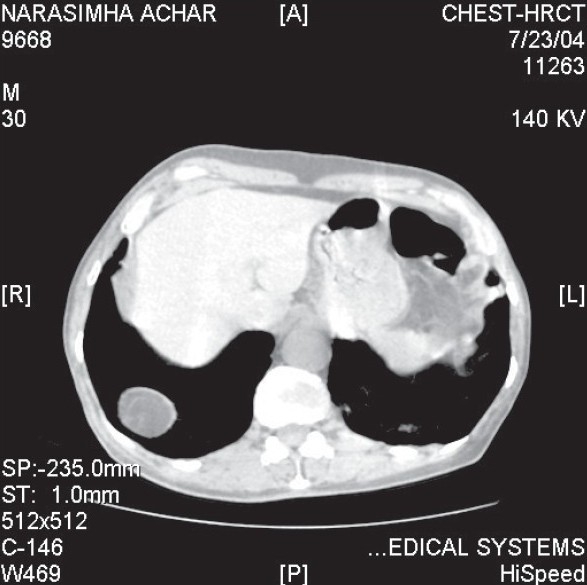 NARASIMHA ACHAR
9668
M
30
[A]
CHEST-HRCT
7/23/04
11263
140 KV
[R]
[L]
SP:-235.0mm
ST: 1.0mm
512x512
C-146
W469
[P]
...EDICAL SYSTEMS
HiSpeed